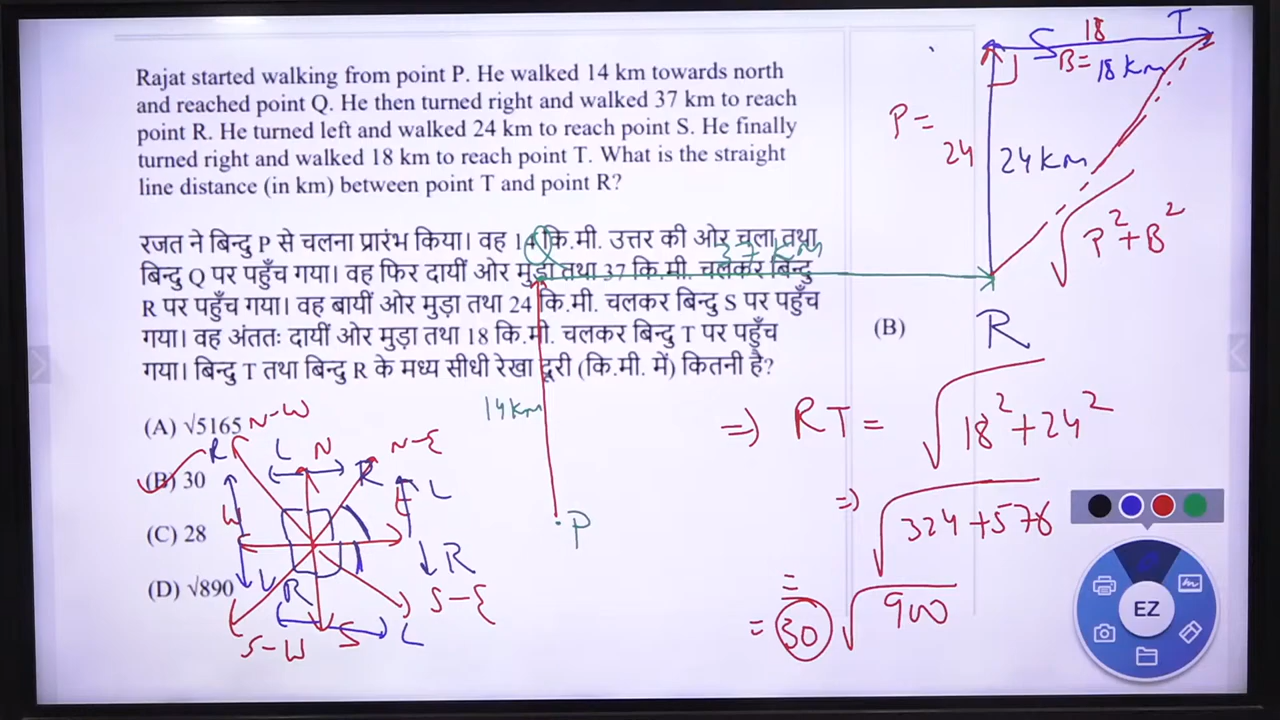 Rajat started walking from point P. He walked 14 km towards north
and reached point Q. He then turned right and walked 37 km to reach
point R. He turned left and walked 24 km to reach point S. He finally
turned right and walked 18 km to reach point T. What is the straight
line distance (in km) between point T and point R?
रजत ने बिन्दु P से चलना प्रारंभ किया। वह 14 कि.मी. उत्तर की ओर चला तथा
बिन्दु Q पर पहुँच गया। वह फिर दायीं ओर मुड़ा तथा 37 कि.मी. चलकर बिन्दु
R पर पहुँच गया। वह बायीं ओर मुड़ा तथा 24 कि.मी. चलकर बिन्दु S पर पहुँच
गया। वह अंततः दायीं ओर मुड़ा तथा 18 कि.मी. चलकर बिन्दु T पर पहुँच
गया। बिन्दु T तथा बिन्दु R के मध्य सीधी रेखा दूरी (कि.मी. में) कितनी है?
(A) √5165
(B) 30
(C) 28
(D) √890
(B)
N-W
L N
N-E
R
R
L
W
E
R
L
R
S-E
S-W
S
L
14km
P
Q
37 km
R
S 18 T
B= 18 km
P=
24
24km
√P²+B²
=> RT = √18²+24²
=> √324+576
=
= 30 √900
EZ